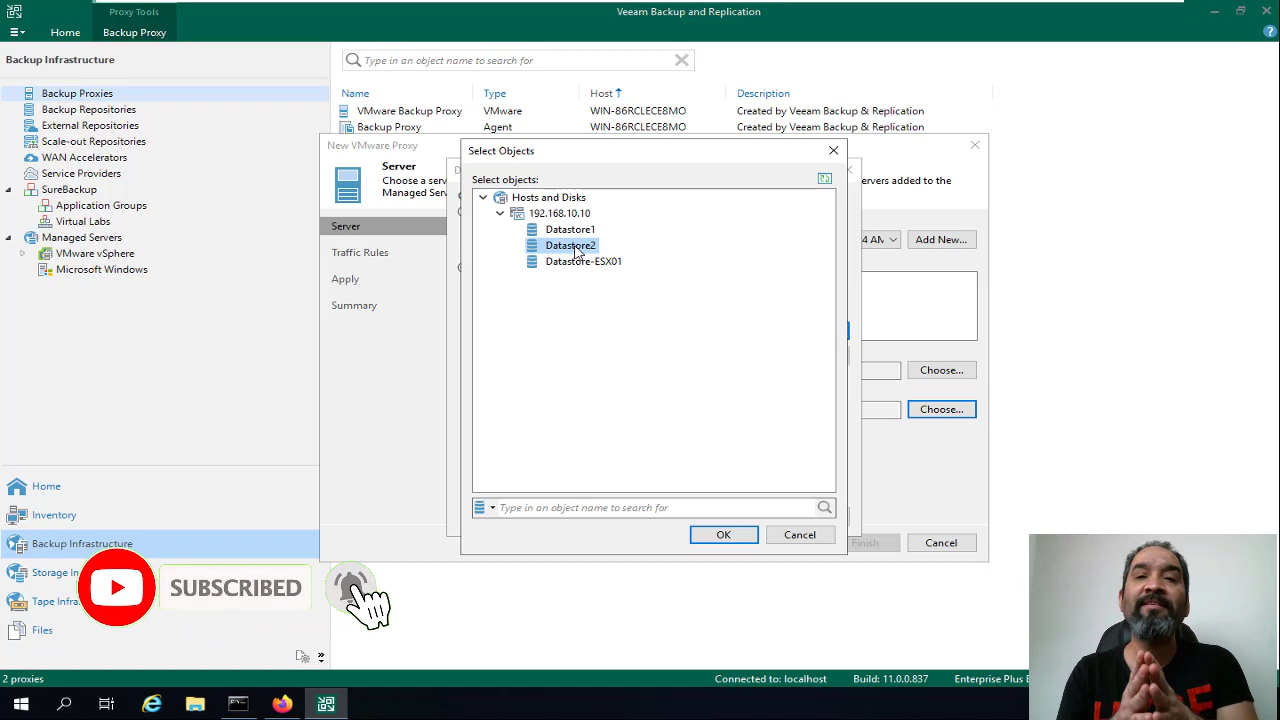 Proxy Tools
Veeam Backup and Replication
Home
Backup Proxy
Backup Infrastructure
Type in an object name to search for
Backup Proxies
Backup Repositories
External Repositories
Scale-out Repositories
WAN Accelerators
Service Providers
SureBackup
Application Groups
Virtual Labs
Managed Servers
VMware vSphere
Microsoft Windows
Name Type Host Description
VMware Backup Proxy VMware WIN-86RCLECE8MO Created by Veeam Backup & Replication
Backup Proxy Agent WIN-86RCLECE8MO Created by Veeam Backup & Replication
New VMware Proxy
Server
Choose a serv
Managed Serve
ervers added to the
Server
Traffic Rules
Apply
Summary
4 AM
Add New...
Choose...
Choose...
Finish
Cancel
Select Objects
Select objects:
Hosts and Disks
192.168.10.10
Datastore1
Datastore2
Datastore-ESX01
Type in an object name to search for
OK
Cancel
Home
Inventory
Backup Infrastructure
Storage In
Tape Infra
Files
SUBSCRIBED
2 proxies
Connected to: localhost
Build: 11.0.0.837
Enterprise Plus E